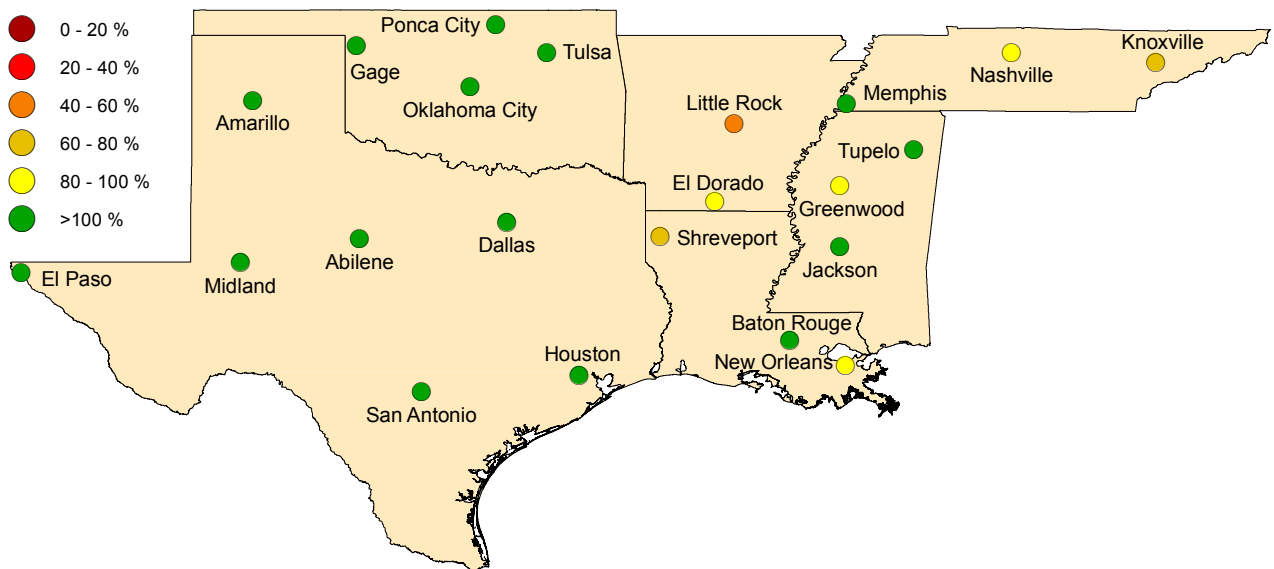 0 - 20 %
20 - 40 %
40 - 60 %
60 - 80 %
80 - 100 %
>100 %
Ponca City
Tulsa
Gage
Oklahoma City
Amarillo
Knoxville
Nashville
Memphis
Little Rock
Tupelo
El Dorado
Greenwood
Shreveport
Jackson
Dallas
Abilene
Midland
El Paso
Baton Rouge
New Orleans
Houston
San Antonio